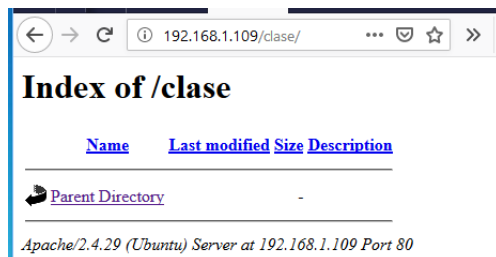 192.168.1.109/clase/
Index of /clase
Name Last modified Size Description
Parent Directory -
Apache/2.4.29 (Ubuntu) Server at 192.168.1.109 Port 80